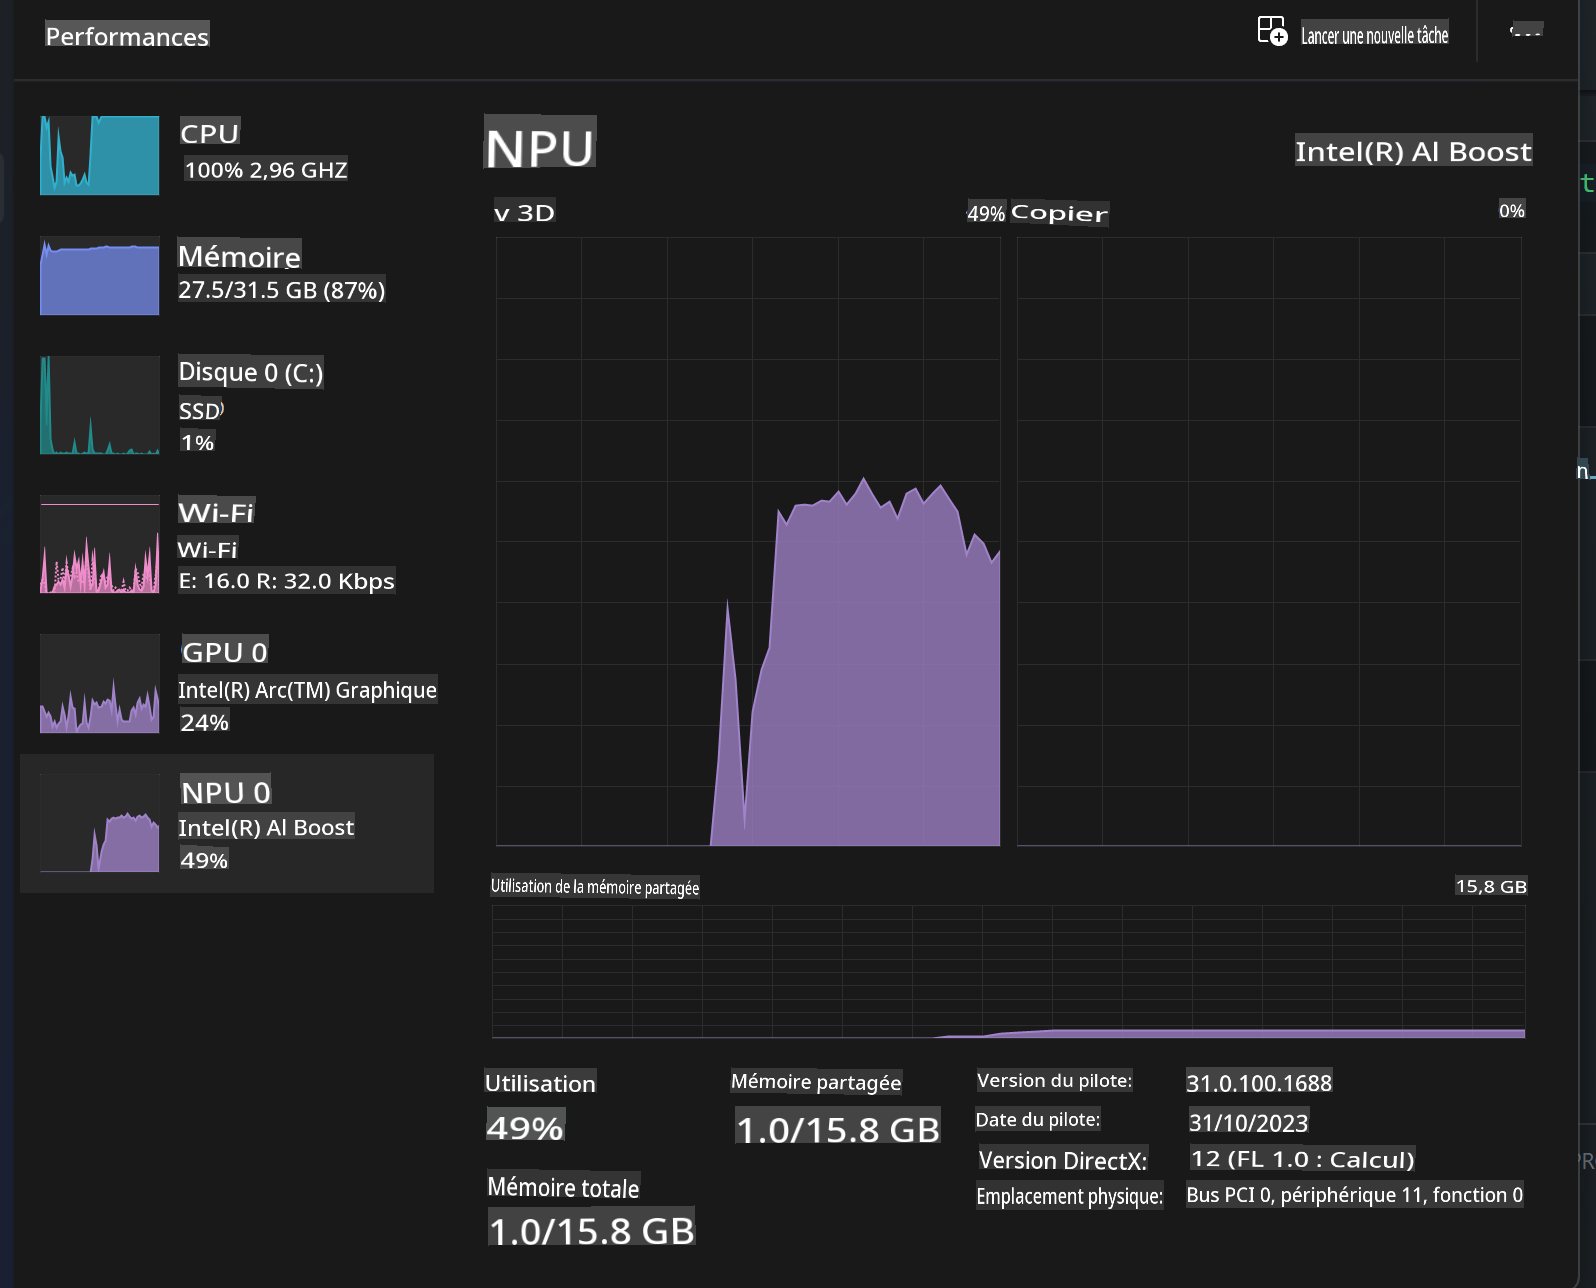 Performances
Lancer une nouvelle tâche
CPU
100% 2,96 GHZ
Mémoire
27.5/31.5 GB (87%)
Disque 0 (C:)
SSD
1%
Wi-Fi
Wi-Fi
E: 16.0 R: 32.0 Kbps
GPU 0
Intel(R) Arc(TM) Graphique
24%
NPU 0
Intel(R) Al Boost
49%
NPU
Intel(R) Al Boost
v 3D
49%
Copier
0%
Utilisation de la mémoire partagée
15,8 GB
Utilisation
49%
Mémoire partagée
1.0/15.8 GB
Mémoire totale
1.0/15.8 GB
Version du pilote:
31.0.100.1688
Date du pilote:
31/10/2023
Version DirectX:
12 (FL 1.0 : Calcul)
Emplacement physique:
Bus PCI 0, périphérique 11, fonction 0